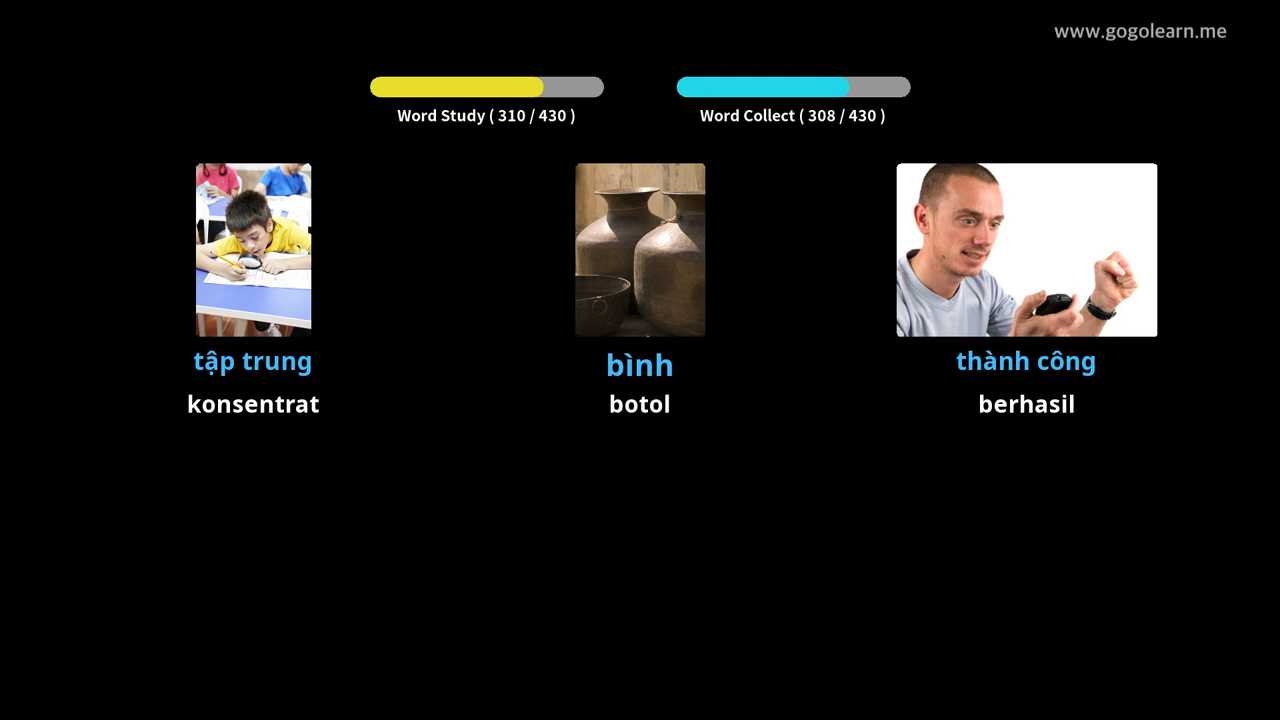 www.gogolearn.me
Word Study ( 310 / 430 )
Word Collect ( 308 / 430 )
tập trung
bình
thành công
konsentrat
botol
berhasil